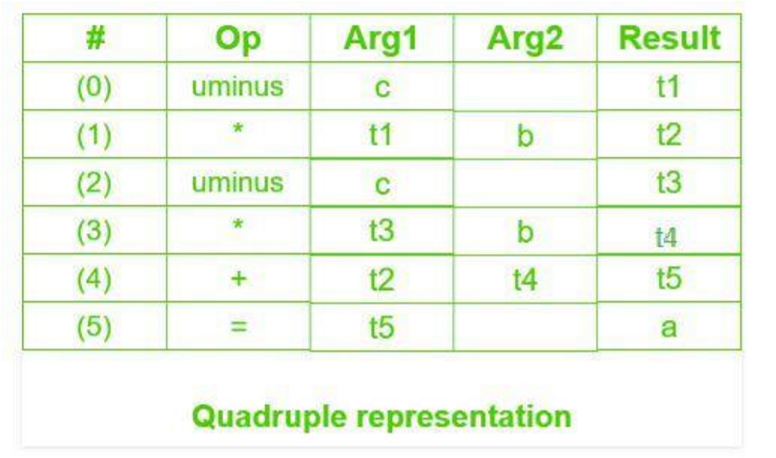 # Op Arg1 Arg2 Result
(0) uminus c t1
(1) * t1 b t2
(2) uminus c t3
(3) * t3 b t4
(4) + t2 t4 t5
(5) = t5 a
Quadruple representation